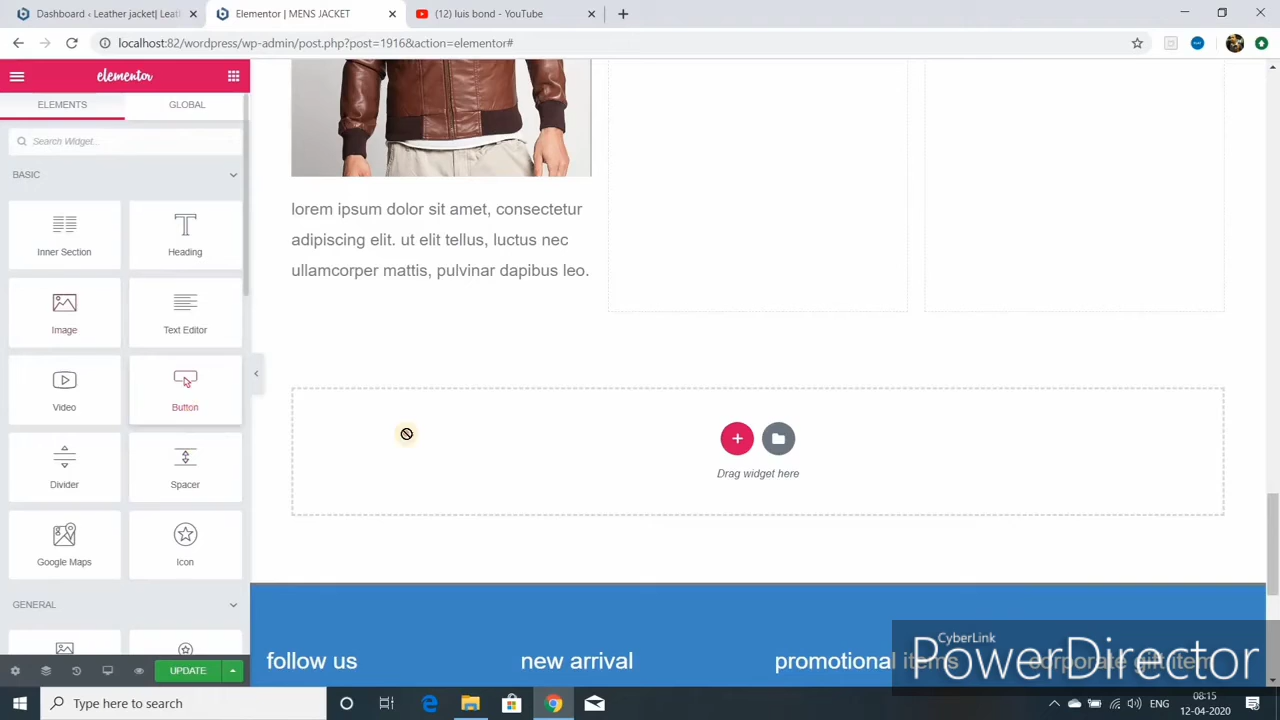 Dashboard ‹ Leather jacket| Leat
Elementor | MENS JACKET
(12) luis bond - YouTube
localhost:82/wordpress/wp-admin/post.php?post=1916&action=elementor#
elementor
ELEMENTS
GLOBAL
Search Widget...
BASIC
Inner Section
Heading
Image
Text Editor
Video
Button
Divider
Spacer
Google Maps
Icon
GENERAL
UPDATE
lorem ipsum dolor sit amet, consectetur
adipiscing elit. ut elit tellus, luctus nec
ullamcorper mattis, pulvinar dapibus leo.
Drag widget here
follow us
new arrival
promotional items
corporate gift item
CyberLink
PowerDirector
Type here to search
ENG
08:15
12-04-2020